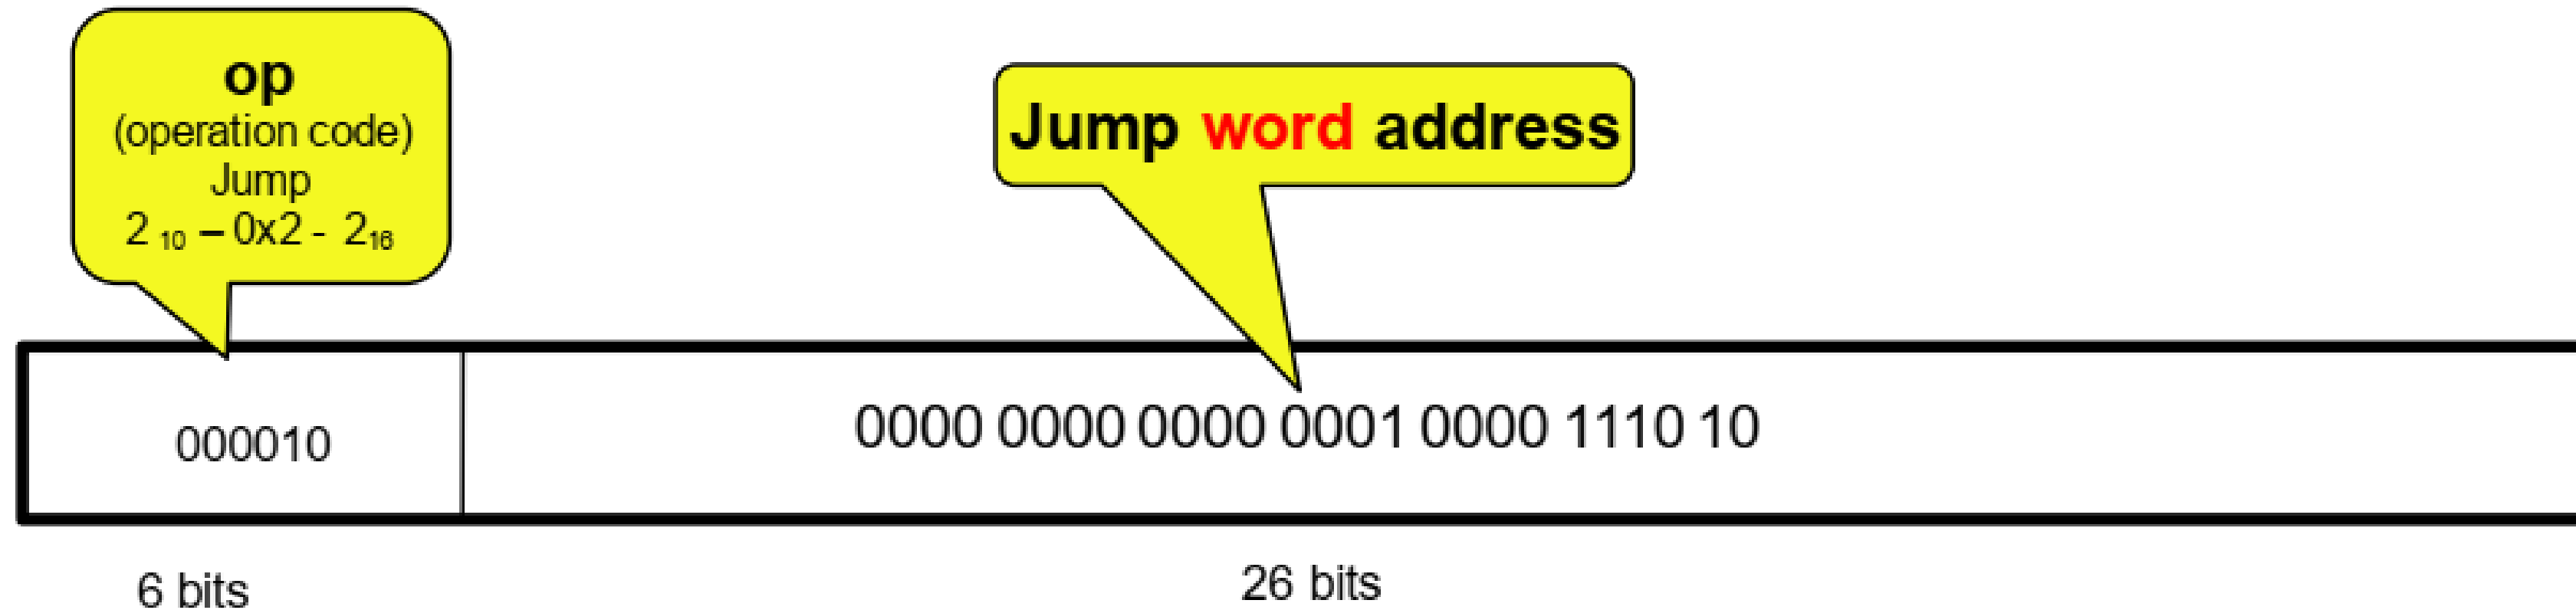 op
(operation code)
Jump
2 10 – 0x2 - 216
Jump word address
000010
0000 0000 0000 0001 0000 1110 10
6 bits
26 bits